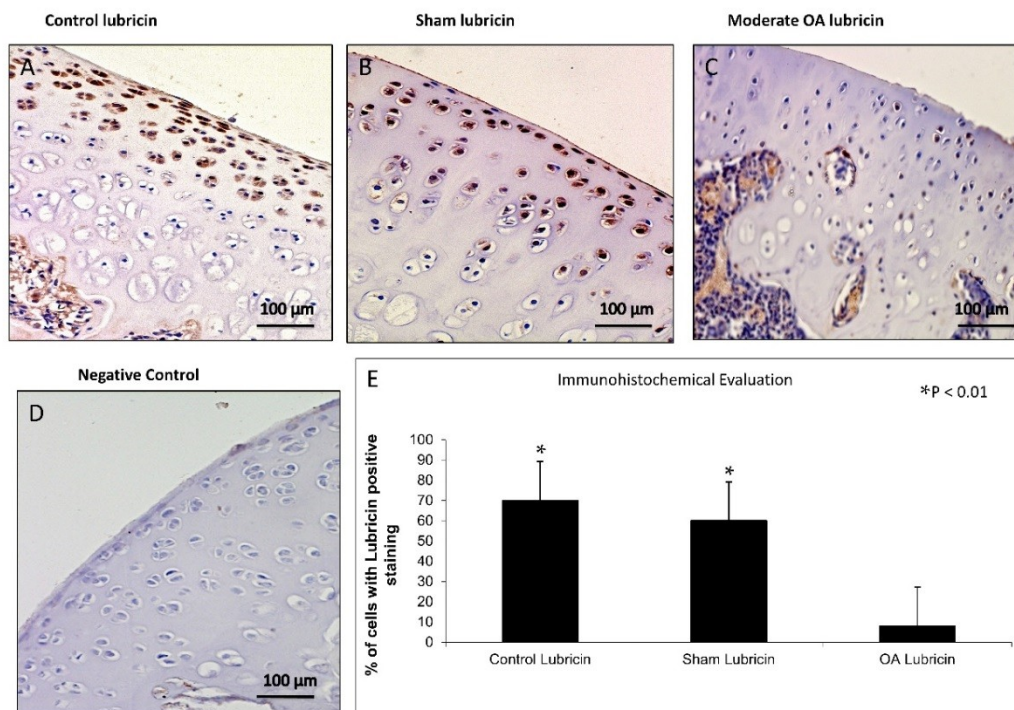 Control lubricin
Sham lubricin
Moderate OA lubricin
A
B
C
100 µm
100 µm
100 µm
Negative Control
D
100 µm
E
Immunohistochemical Evaluation
*P < 0.01
% of cells with Lubricin positive
staining
100
90
80
70
60
50
40
30
20
10
0
*
*
Control Lubricin
Sham Lubricin
OA Lubricin